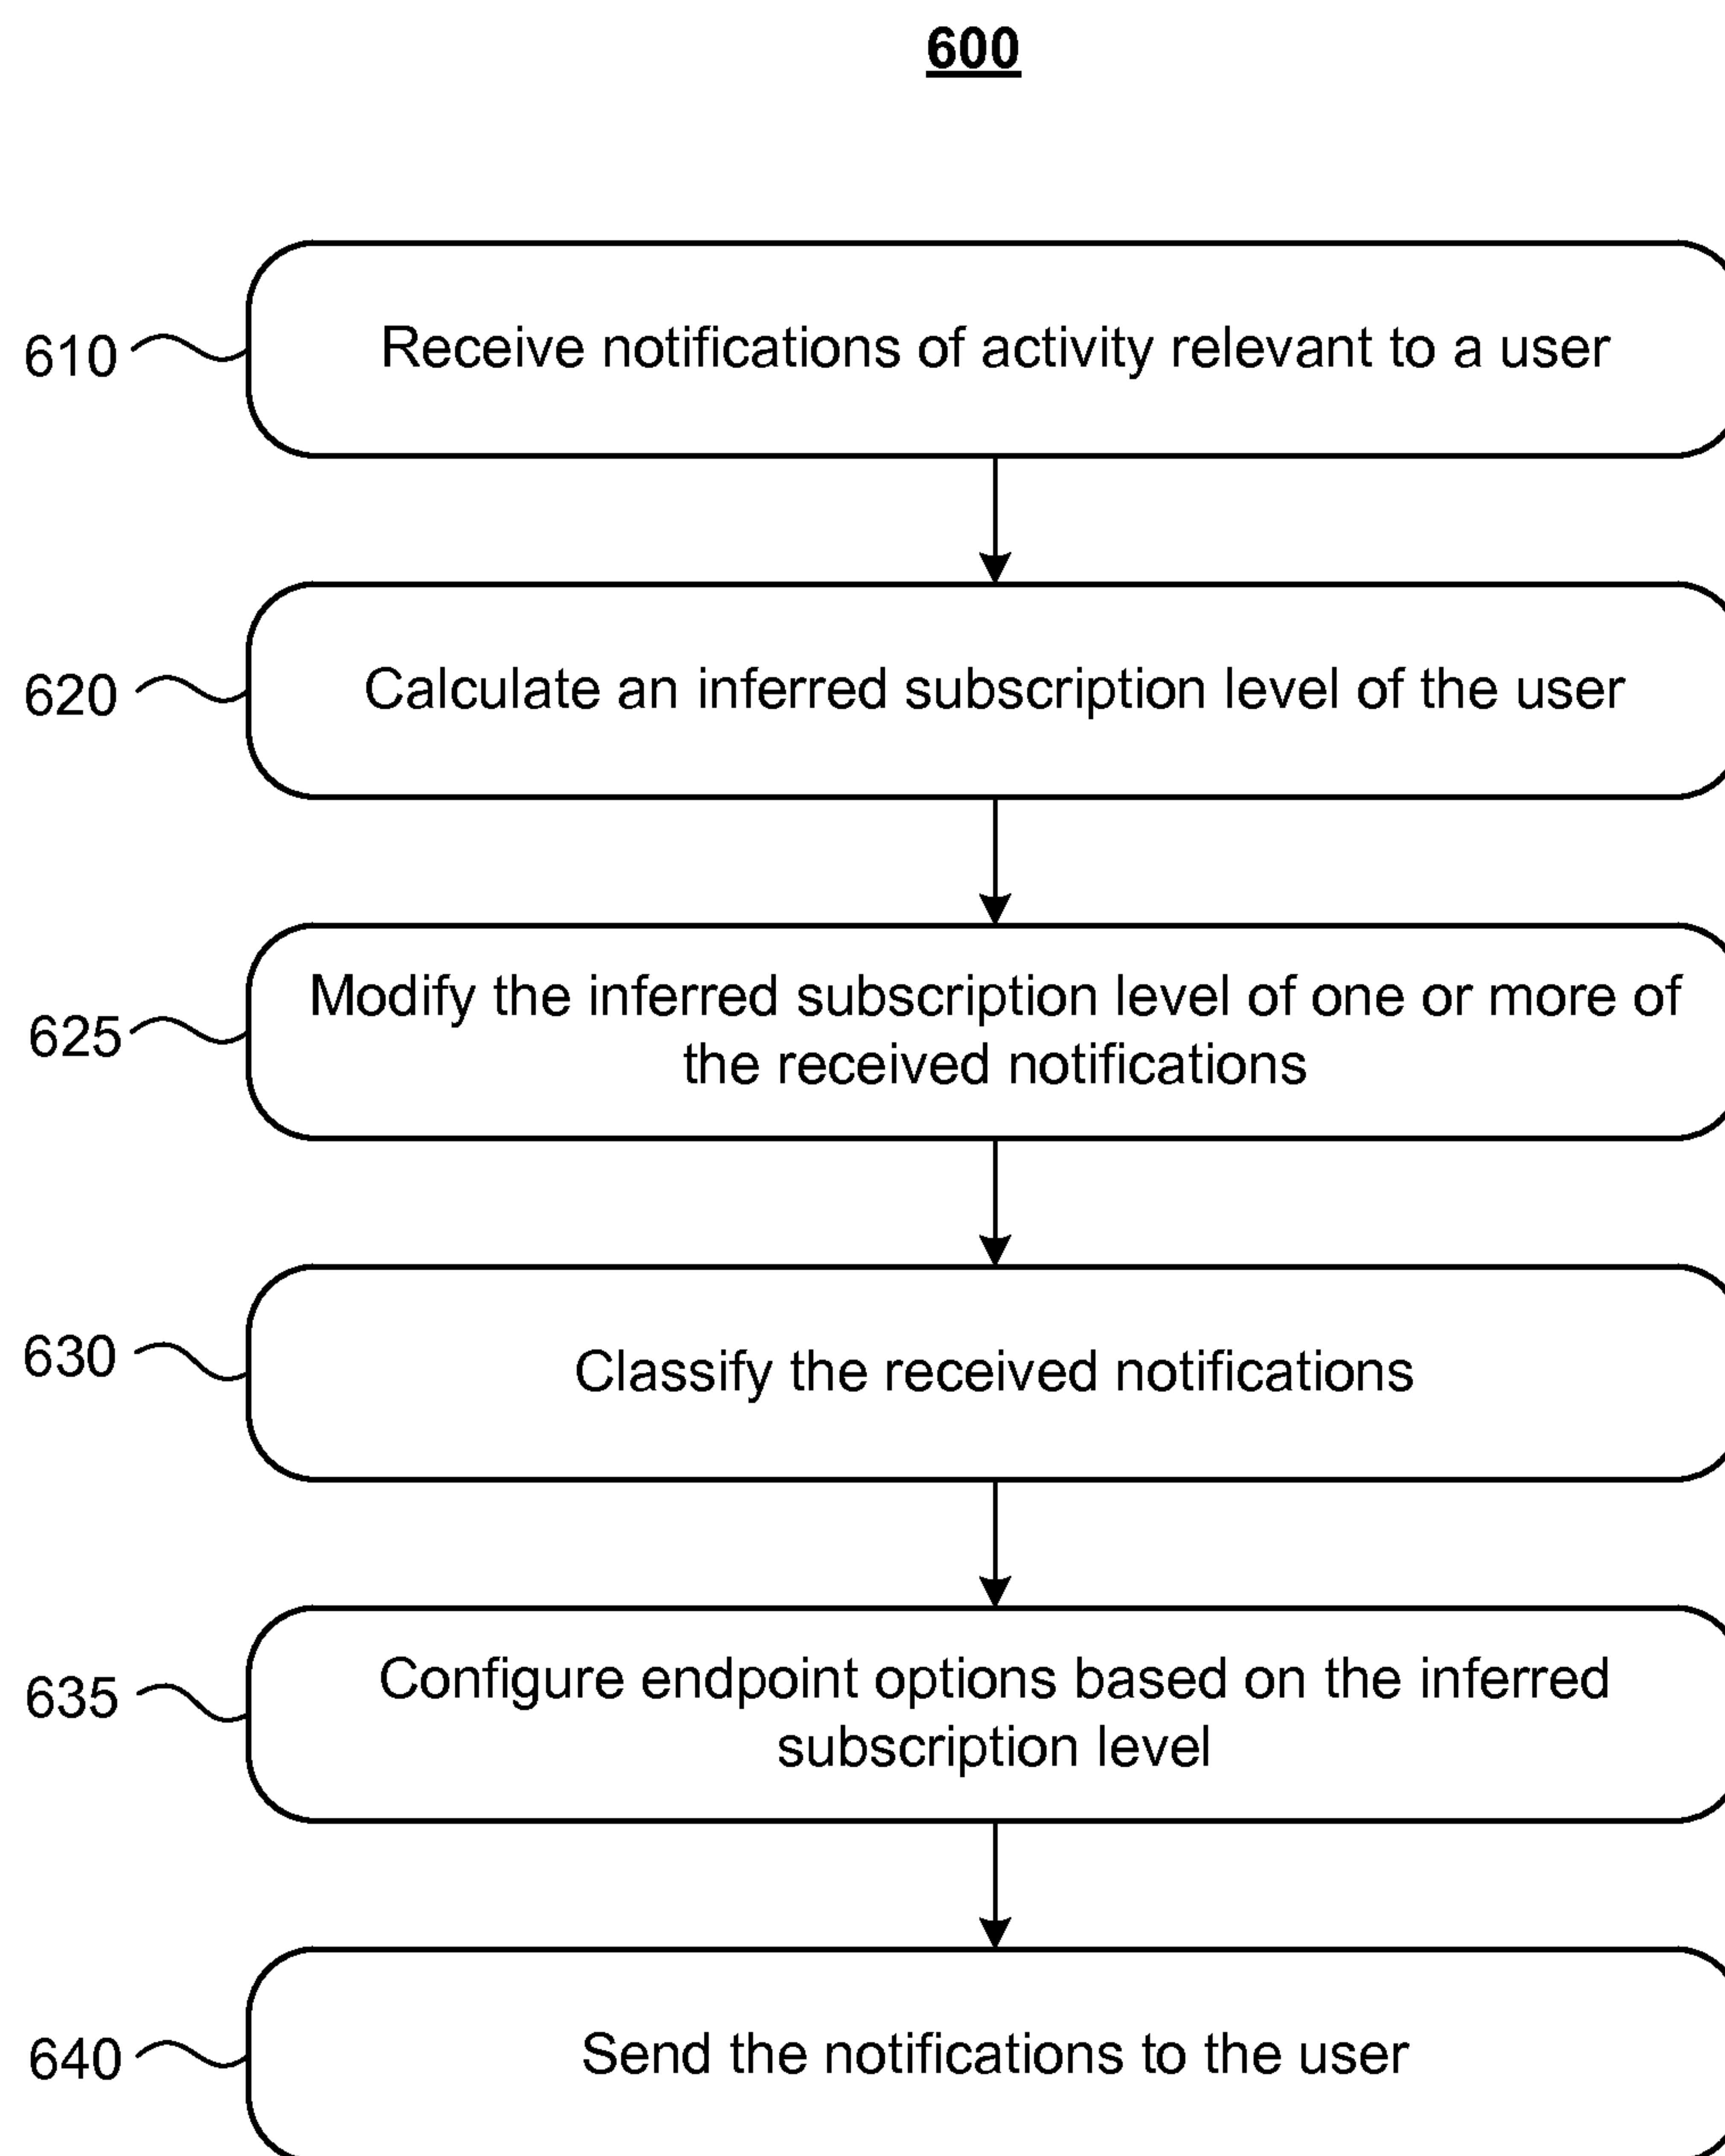 600
610
Receive notifications of activity relevant to a user
620
Calculate an inferred subscription level of the user
625
Modify the inferred subscription level of one or more of
the received notifications
630
Classify the received notifications
635
Configure endpoint options based on the inferred
subscription level
640
Send the notifications to the user